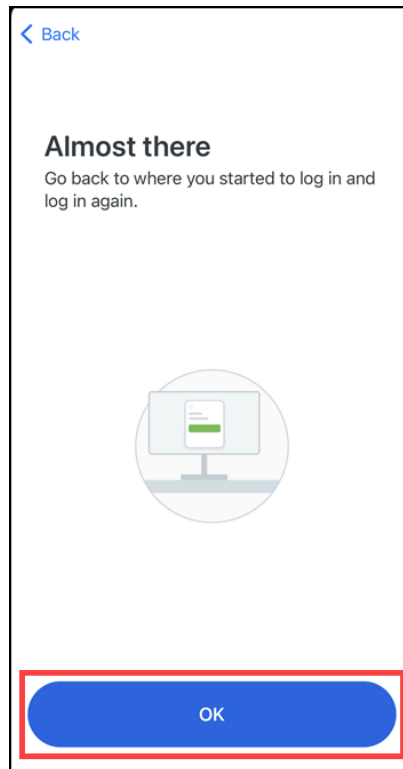 Back
Almost there
Go back to where you started to log in and
log in again.
OK